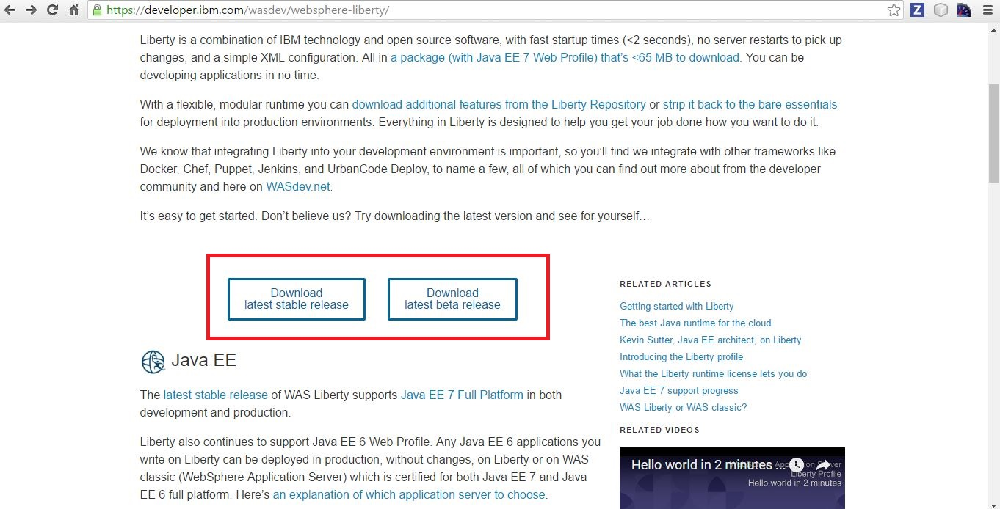 https://developer.ibm.com/wasdev/websphere-liberty/
Z
Liberty is a combination of IBM technology and open source software, with fast startup times (<2 seconds), no server restarts to pick up
changes, and a simple XML configuration. All in a package (with Java EE 7 Web Profile) that's <65 MB to download. You can be
developing applications in no time.
With a flexible, modular runtime you can download additional features from the Liberty Repository or strip it back to the bare essentials
for deployment into production environments. Everything in Liberty is designed to help you get your job done how you want to do it.
We know that integrating Liberty into your development environment is important, so you'll find we integrate with other frameworks like
Docker, Chef, Puppet, Jenkins, and UrbanCode Deploy, to name a few, all of which you can find out more about from the developer
community and here on WASdev.net.
It's easy to get started. Don't believe us? Try downloading the latest version and see for yourself…
Download
latest stable release
Download
latest beta release
Java EE
The latest stable release of WAS Liberty supports Java EE 7 Full Platform in both
development and production.
Liberty also continues to support Java EE 6 Web Profile. Any Java EE 6 applications you
write on Liberty can be deployed in production, without changes, on Liberty or on WAS
classic (WebSphere Application Server) which is certified for both Java EE 7 and Java
EE 6 full platform. Here's an explanation of which application server to choose.
RELATED ARTICLES
Getting started with Liberty
The best Java runtime for the cloud
Kevin Sutter, Java EE architect, on Liberty
Introducing the Liberty profile
What the Liberty runtime license lets you do
Java EE 7 support progress
WAS Liberty or WAS classic?
RELATED VIDEOS
Hello world in 2 minutes ...
Liberty Profile
Hello world in 2 minutes